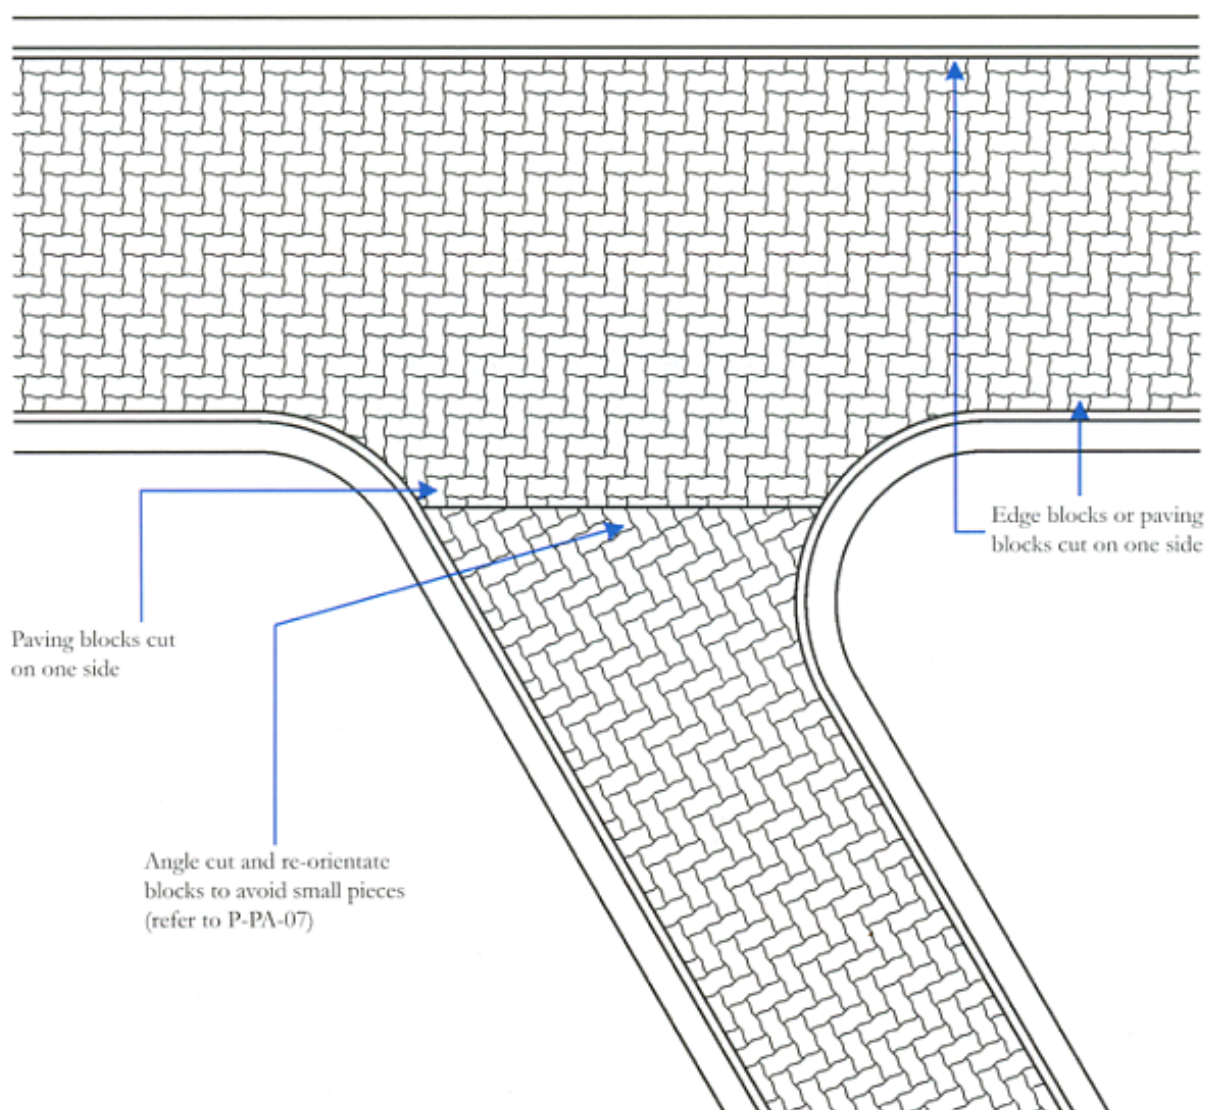 Edge blocks or paving
blocks cut on one side
Paving blocks cut
on one side
Angle cut and re-orientate
blocks to avoid small pieces
(refer to P-PA-07)